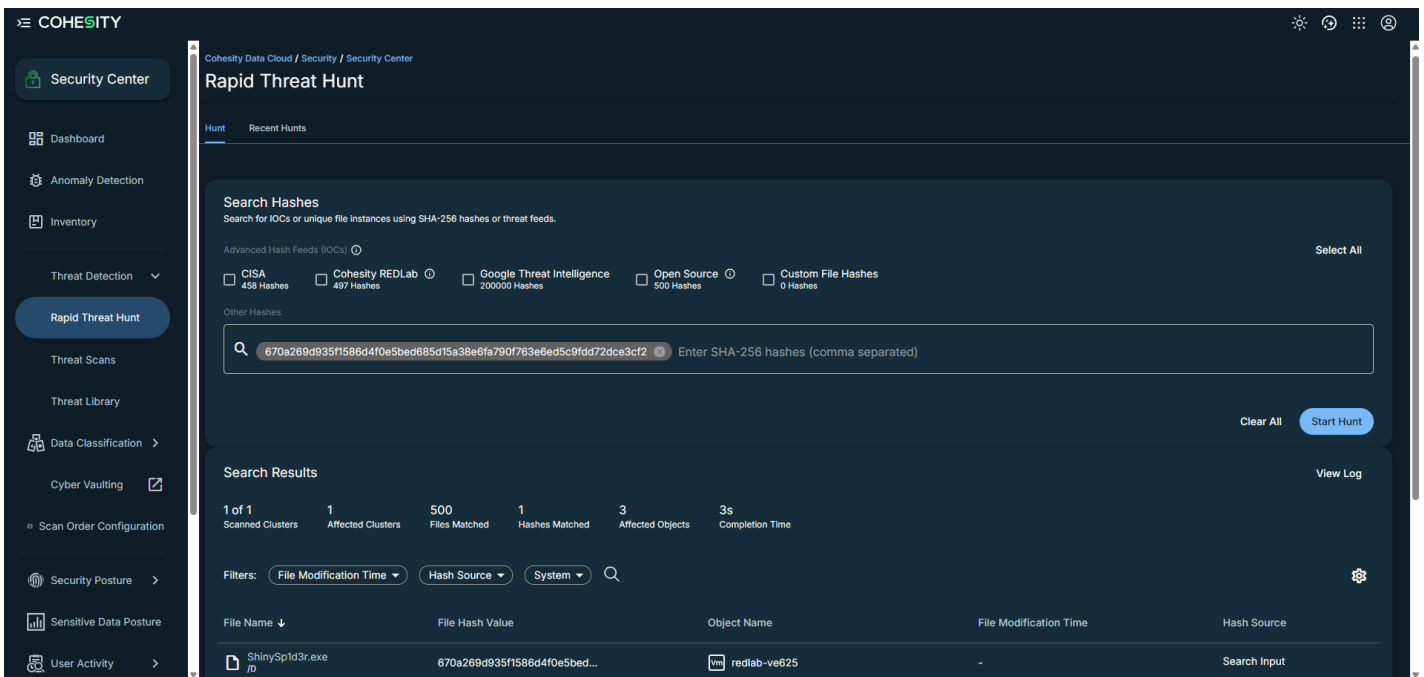 COHESITY
Security Center
Dashboard
Anomaly Detection
Inventory
Threat Detection
Rapid Threat Hunt
Threat Scans
Threat Library
Data Classification
Cyber Vaulting
Scan Order Configuration
Security Posture
Sensitive Data Posture
User Activity
Cohesity Data Cloud / Security / Security Center
Rapid Threat Hunt
Hunt Recent Hunts
Search Hashes
Search for IOCs or unique file instances using SHA-256 hashes or threat feeds.
Advanced Hash Feeds (IOCs) Select All
CISA Cohesity REDLab Google Threat Intelligence Open Source Custom File Hashes
458 Hashes 497 Hashes 200000 Hashes 500 Hashes 0 Hashes
Other Hashes
670a269d935f1586d4f0e5bed685d15a38e6fa790f763e6ed5c9fdd72dce3cf2 Enter SHA-256 hashes (comma separated)
Clear All Start Hunt
Search Results View Log
1 of 1 1 500 1 3 3s
Scanned Clusters Affected Clusters Files Matched Hashes Matched Affected Objects Completion Time
Filters: File Modification Time Hash Source System
File Name File Hash Value Object Name File Modification Time Hash Source
ShinySp1d3r.exe 670a269d935f1586d4f0e5bed... Vm redlab-ve625 - Search Input
/D